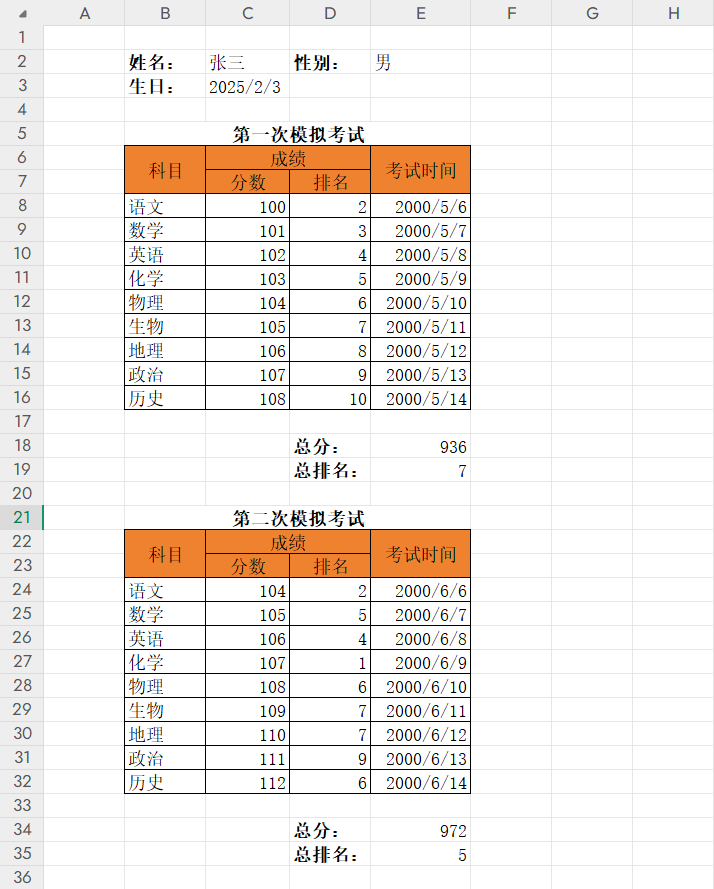 A B C D E F G H
1
2 姓名： 张三 性别： 男
3 生日： 2025/2/3
4
5 第一次模拟考试
6 科目 成绩 考试时间
7 分数 排名
8 语文 100 2 2000/5/6
9 数学 101 3 2000/5/7
10 英语 102 4 2000/5/8
11 化学 103 5 2000/5/9
12 物理 104 6 2000/5/10
13 生物 105 7 2000/5/11
14 地理 106 8 2000/5/12
15 政治 107 9 2000/5/13
16 历史 108 10 2000/5/14
17
18 总分： 936
19 总排名： 7
20
21 第二次模拟考试
22 科目 成绩 考试时间
23 分数 排名
24 语文 104 2 2000/6/6
25 数学 105 5 2000/6/7
26 英语 106 4 2000/6/8
27 化学 107 1 2000/6/9
28 物理 108 6 2000/6/10
29 生物 109 7 2000/6/11
30 地理 110 7 2000/6/12
31 政治 111 9 2000/6/13
32 历史 112 6 2000/6/14
33
34 总分： 972
35 总排名： 5
36